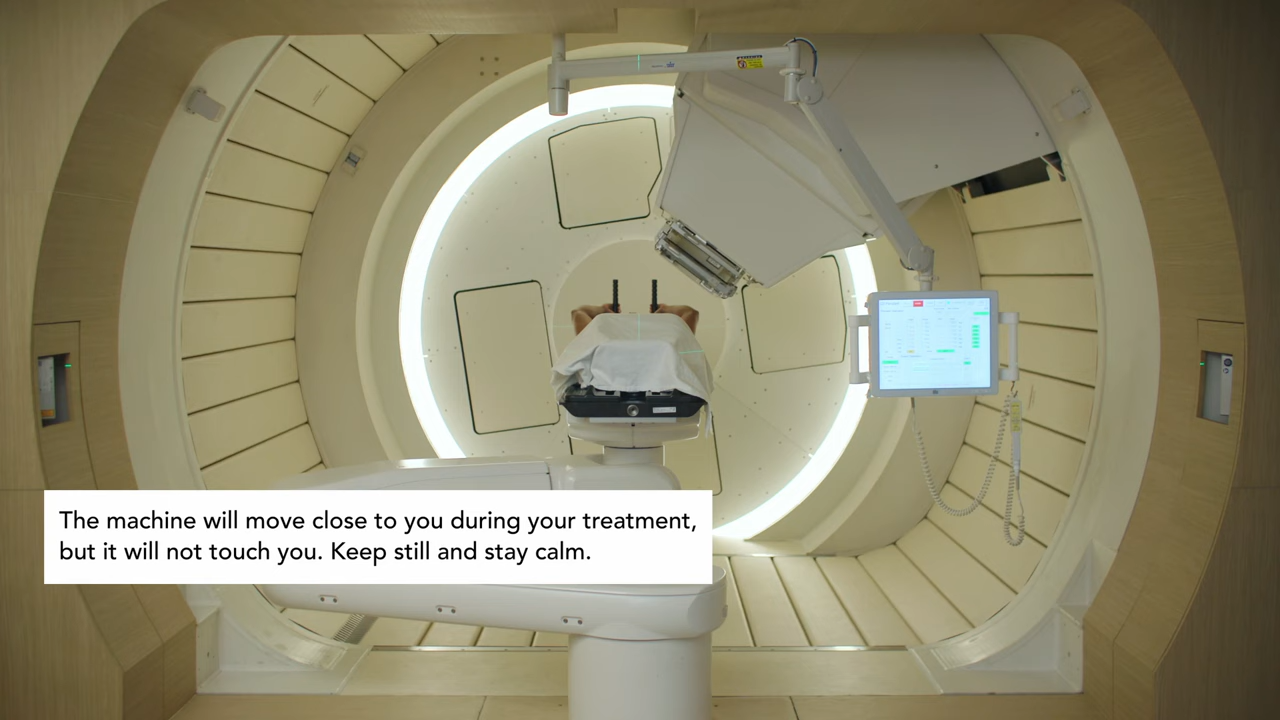 The machine will move close to you during your treatment,
but it will not touch you. Keep still and stay calm.